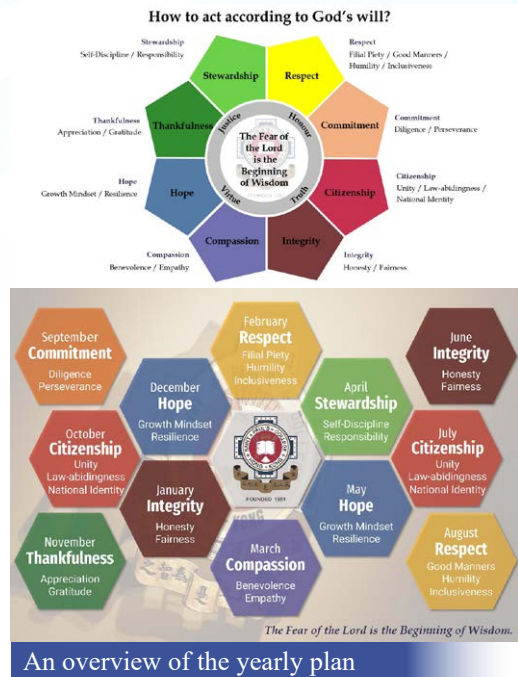 How to act according to God's will?
Stewardship
Self-Discipline / Responsibility
Respect
Filial Piety / Good Manners /
Humility / Inclusiveness
Stewardship
Respect
Thankfulness
Appreciation / Gratitude
Thankfulness
Commitment
Commitment
Diligence / Perseverance
Justice
Honour
The Fear of
the Lord
is the
Beginning
of Wisdom
Virtue
Truth
Hope
Growth Mindset / Resilience
Hope
Citizenship
Citizenship
Unity / Law-abidingness /
National Identity
Compassion
Benevolence / Empathy
Compassion
Integrity
Integrity
Honesty / Fairness
September
Commitment
Diligence
Perseverance
February
Respect
Filial Piety
Humility
Inclusiveness
June
Integrity
Honesty
Fairness
December
Hope
Growth Mindset
Resilience
April
Stewardship
Self-Discipline
Responsibility
October
Citizenship
Unity
Law-abidingness
National Identity
FOUNDED 1851
July
Citizenship
Unity
Law-abidingness
National Identity
January
Integrity
Honesty
Fairness
May
Hope
Growth Mindset
Resilience
November
Thankfulness
Appreciation
Gratitude
March
Compassion
Benevolence
Empathy
August
Respect
Good Manners
Humility
Inclusiveness
The Fear of the Lord is the Beginning of Wisdom.
An overview of the yearly plan